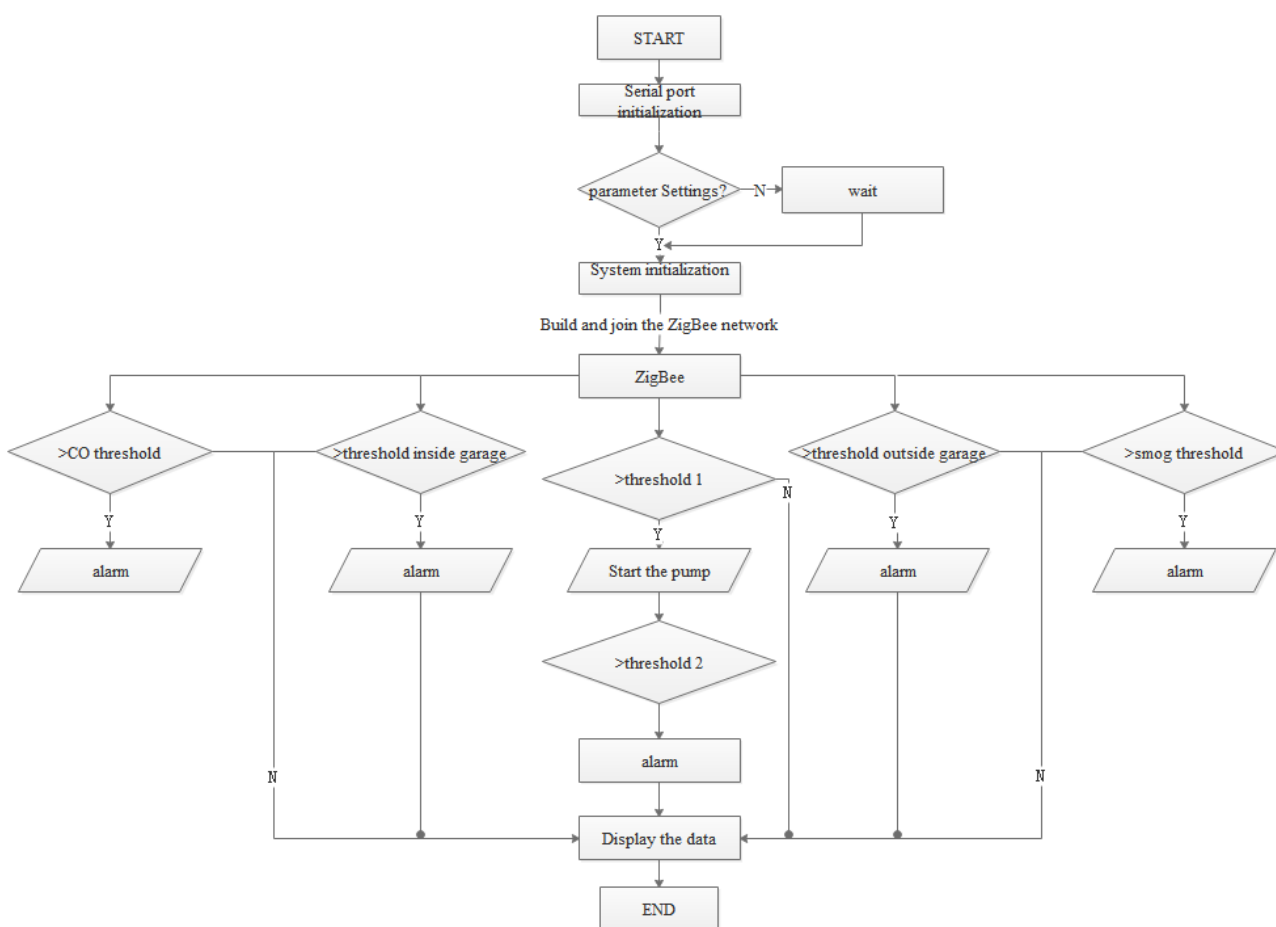 START
Serial port
initialization
parameter Settings?
N
wait
Y
System initialization
Build and join the ZigBee network
ZigBee
>CO threshold
>threshold inside garage
>threshold 1
>threshold outside garage
>smog threshold
N
Y
Y
Y
Y
Y
alarm
alarm
Start the pump
alarm
alarm
>threshold 2
alarm
N
N
Display the data
END